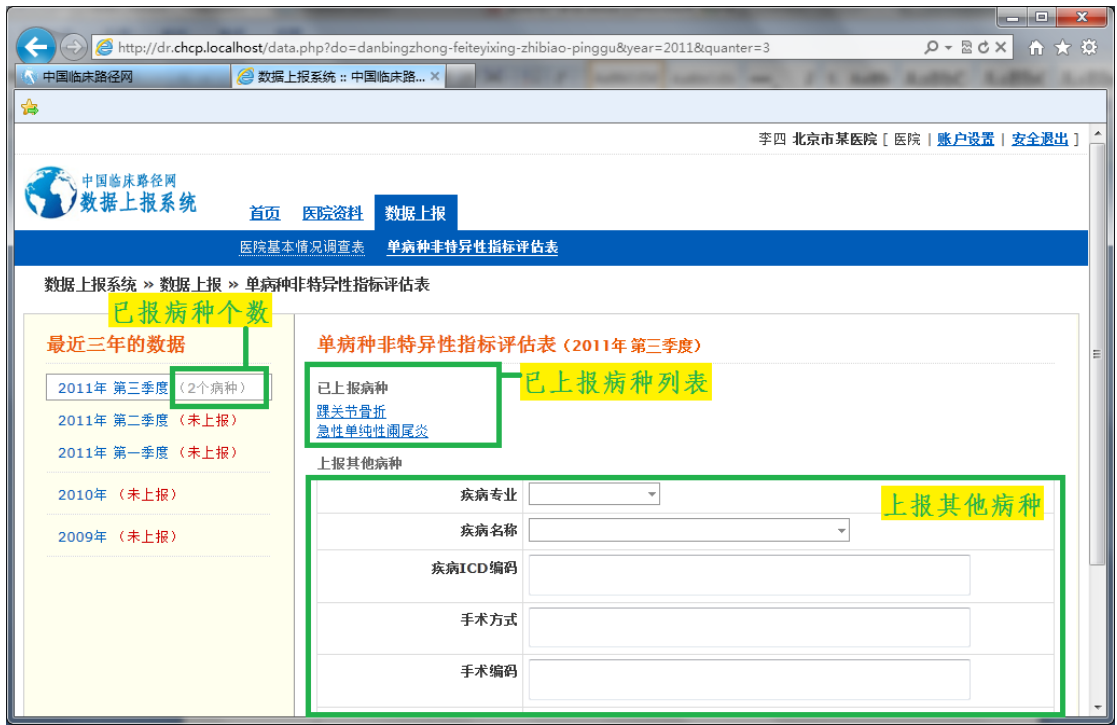 http://dr.chcp.localhost/data.php?do=danbingzhong-feiteyixing-zhibiao-pinggu&year=2011&quanter=3
中国临床路径网
数据上报系统 :: 中国临床路...
李四 北京市某医院 [ 医院 | 账户设置 | 安全退出 ]
中国临床路径网
数据上报系统
首页 医院资料 数据上报
医院基本情况调查表 单病种非特异性指标评估表
数据上报系统 » 数据上报 » 单病种非特异性指标评估表
已报病种个数
最近三年的数据
2011年 第三季度 (2个病种)
2011年 第二季度 (未上报)
2011年 第一季度 (未上报)
2010年 (未上报)
2009年 (未上报)
单病种非特异性指标评估表 (2011年 第三季度)
已上报病种列表
已上报病种
踝关节骨折
急性单纯性阑尾炎
上报其他病种
上报其他病种
疾病专业
疾病名称
疾病ICD编码
手术方式
手术编码